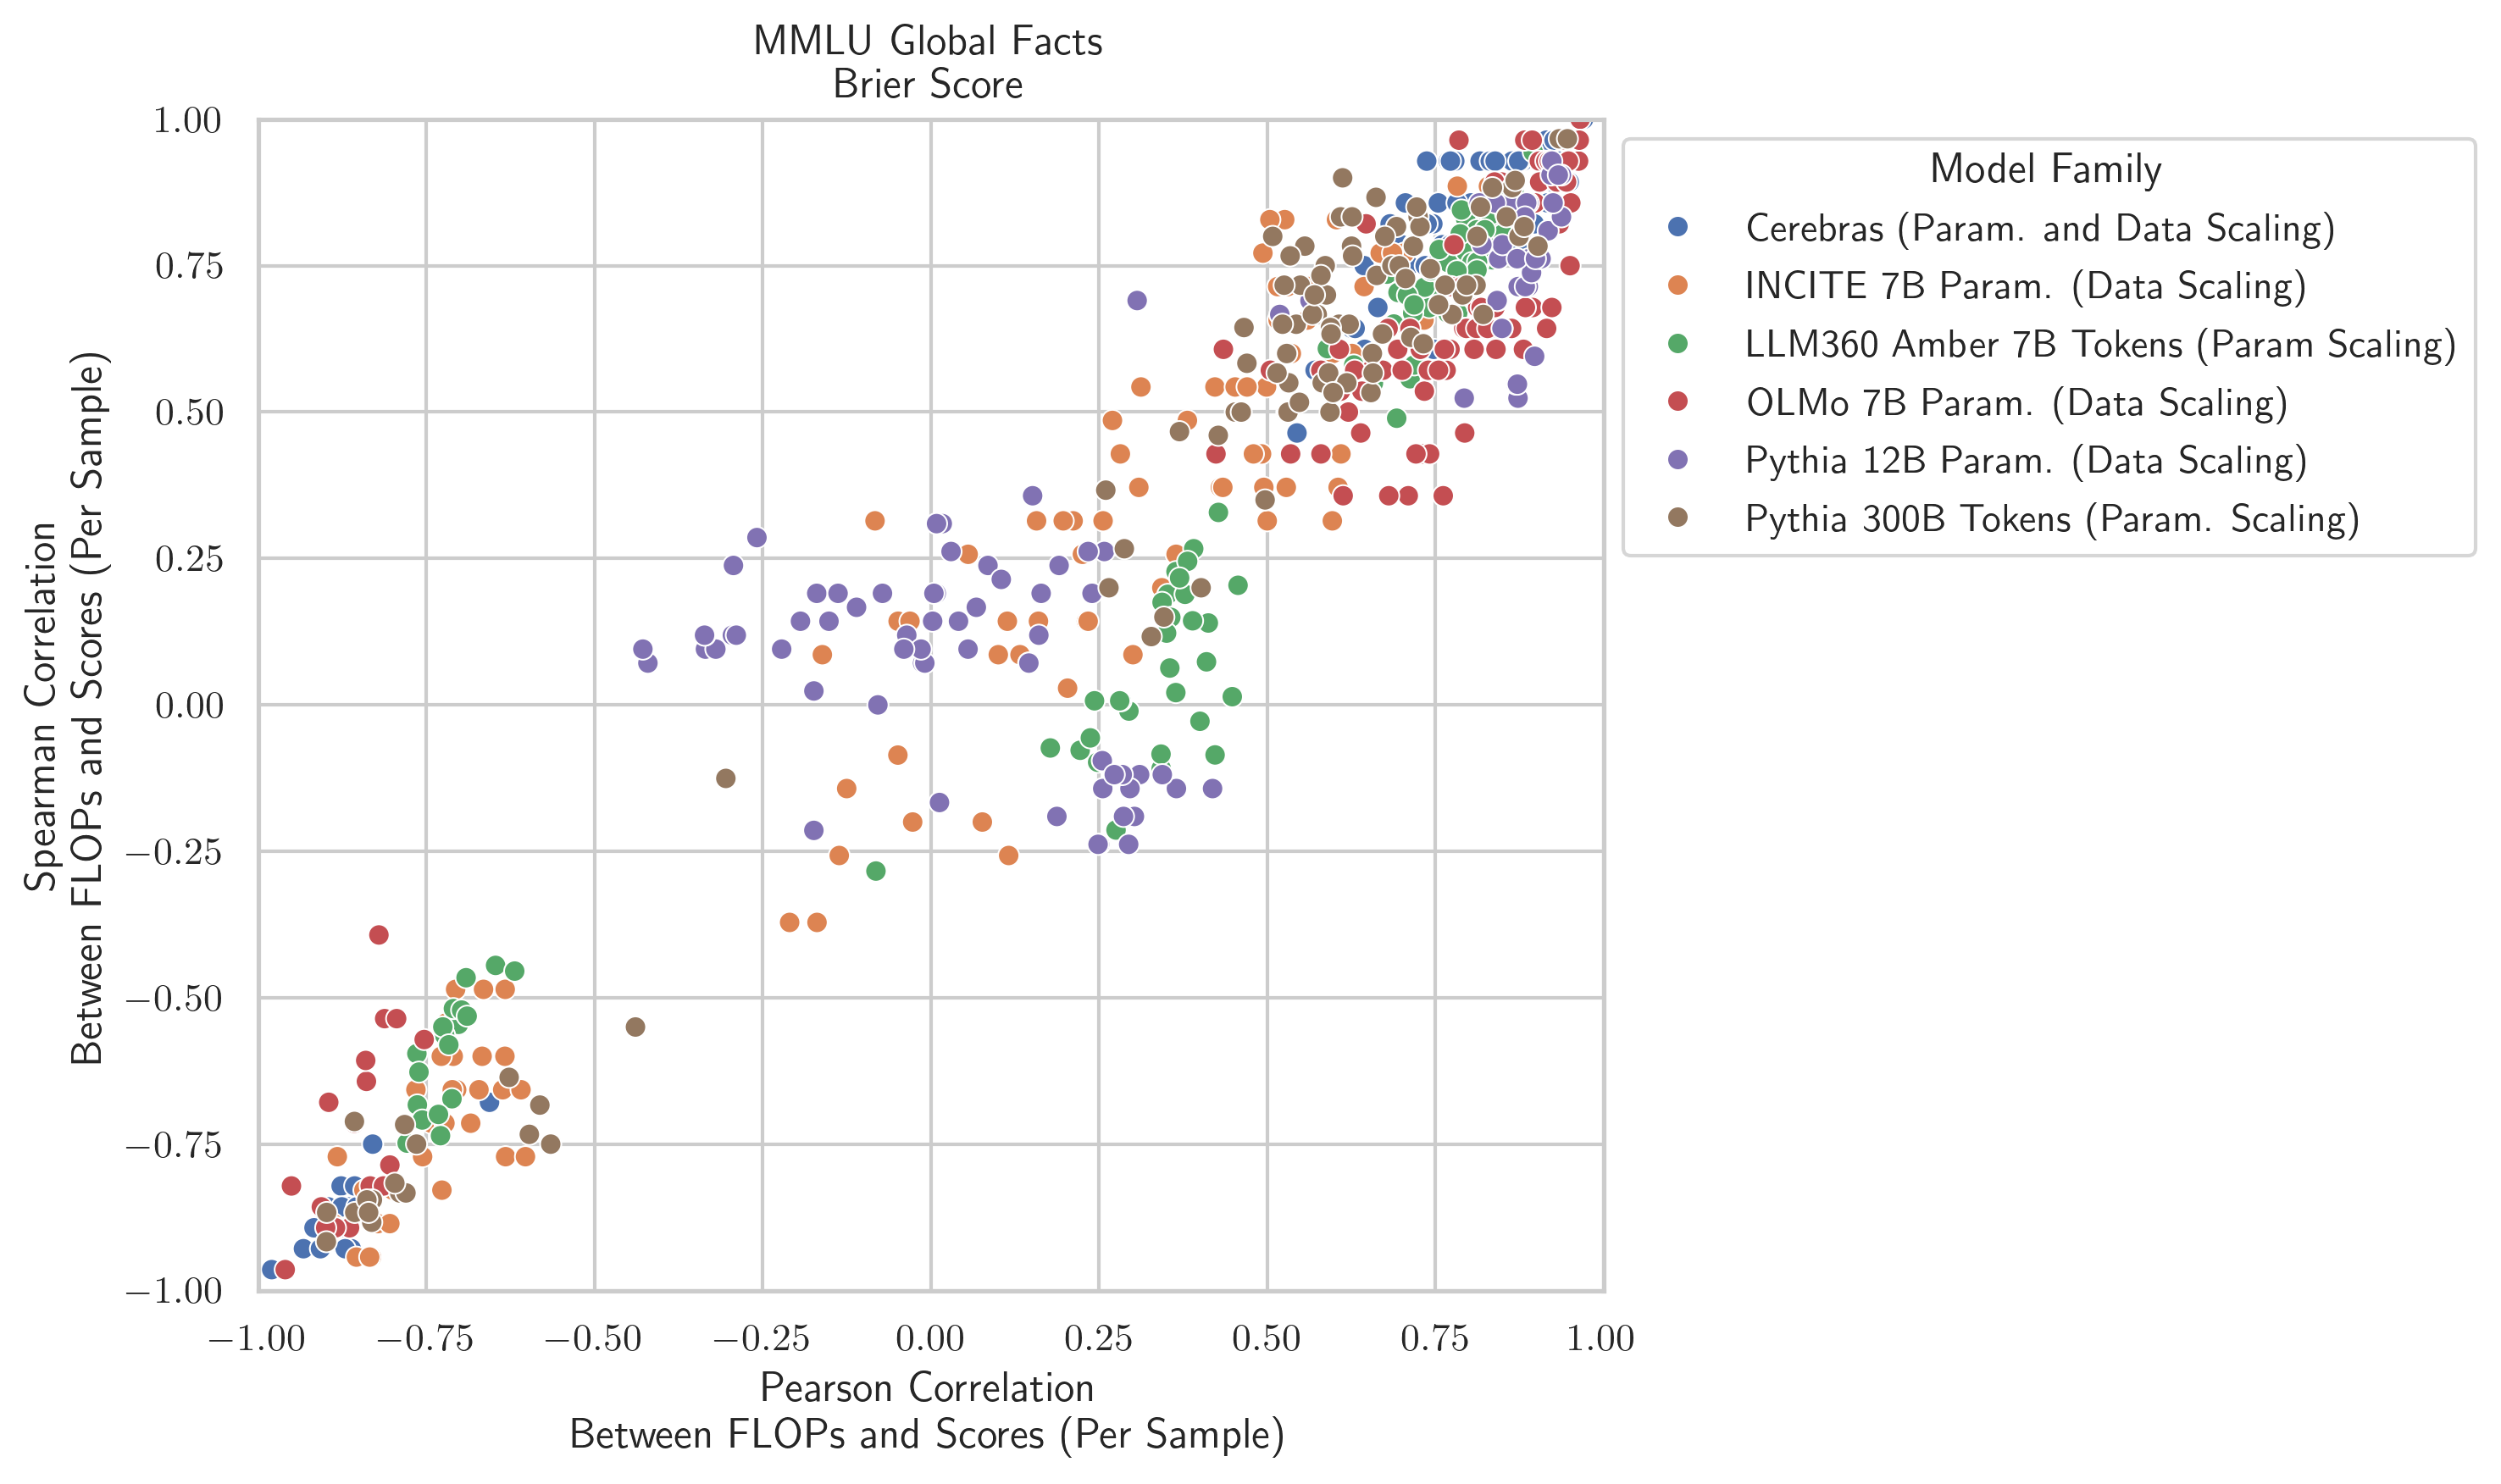 MMLU Global Facts
Brier Score
1.00
0.75
0.50
0.25
0.00
−0.25
−0.50
−0.75
−1.00
Spearman Correlation
Between FLOPs and Scores (Per Sample)
−1.00 −0.75 −0.50 −0.25 0.00 0.25 0.50 0.75 1.00
Pearson Correlation
Between FLOPs and Scores (Per Sample)
Model Family
Cerebras (Param. and Data Scaling)
INCITE 7B Param. (Data Scaling)
LLM360 Amber 7B Tokens (Param Scaling)
OLMo 7B Param. (Data Scaling)
Pythia 12B Param. (Data Scaling)
Pythia 300B Tokens (Param. Scaling)